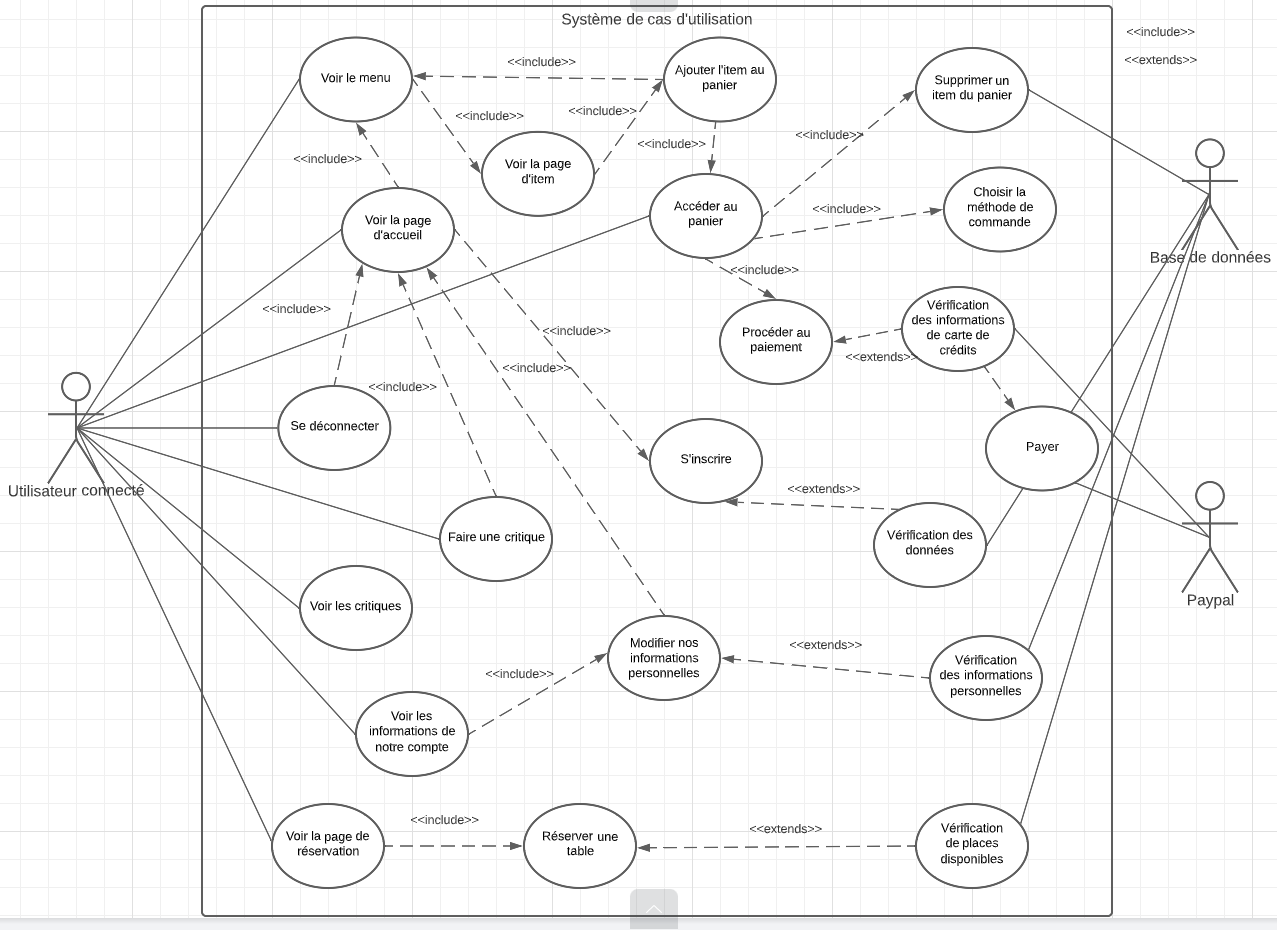 Système de cas d'utilisation
<<include>>
<<extends>>
Voir le menu
<<include>>
Ajouter l'item au
panier
Supprimer un
item du panier
<<include>>
<<include>>
<<include>>
<<include>>
<<include>>
Voir la page
d'item
Voir la page
d'accueil
Accéder au
panier
<<include>>
Choisir la
méthode de
commande
Base de données
<<include>>
<<include>>
<<include>>
Procéder au
paiement
Vérification
des informations
de carte de
crédits
<<extends>>
<<include>>
<<include>>
Utilisateur connecté
Se déconnecter
S'inscrire
Payer
<<extends>>
Faire une critique
Vérification des
données
Paypal
Voir les critiques
Modifier nos
informations
personnelles
<<extends>>
Vérification
des informations
personnelles
<<include>>
Voir les
informations de
notre compte
Voir la page de
réservation
<<include>>
Réserver une
table
<<extends>>
Vérification
de places
disponibles